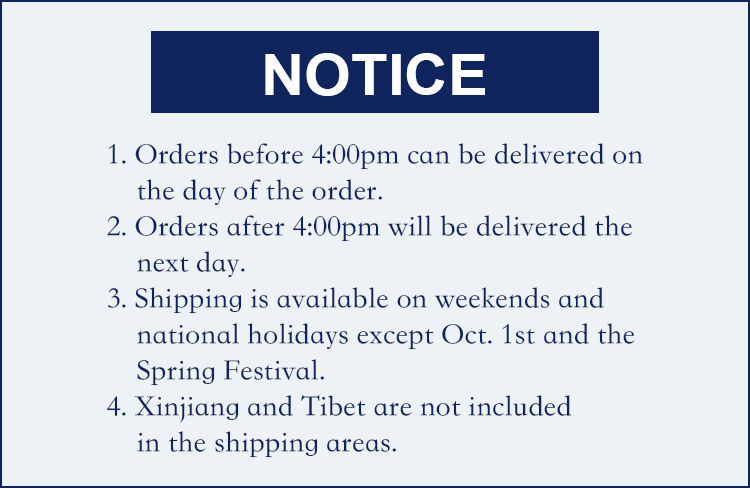 NOTICE
1. Orders before 4:00pm can be delivered on
the day of the order.
2. Orders after 4:00pm will be delivered the
next day.
3. Shipping is available on weekends and
national holidays except Oct. 1st and the
Spring Festival.
4. Xinjiang and Tibet are not included
in the shipping areas.